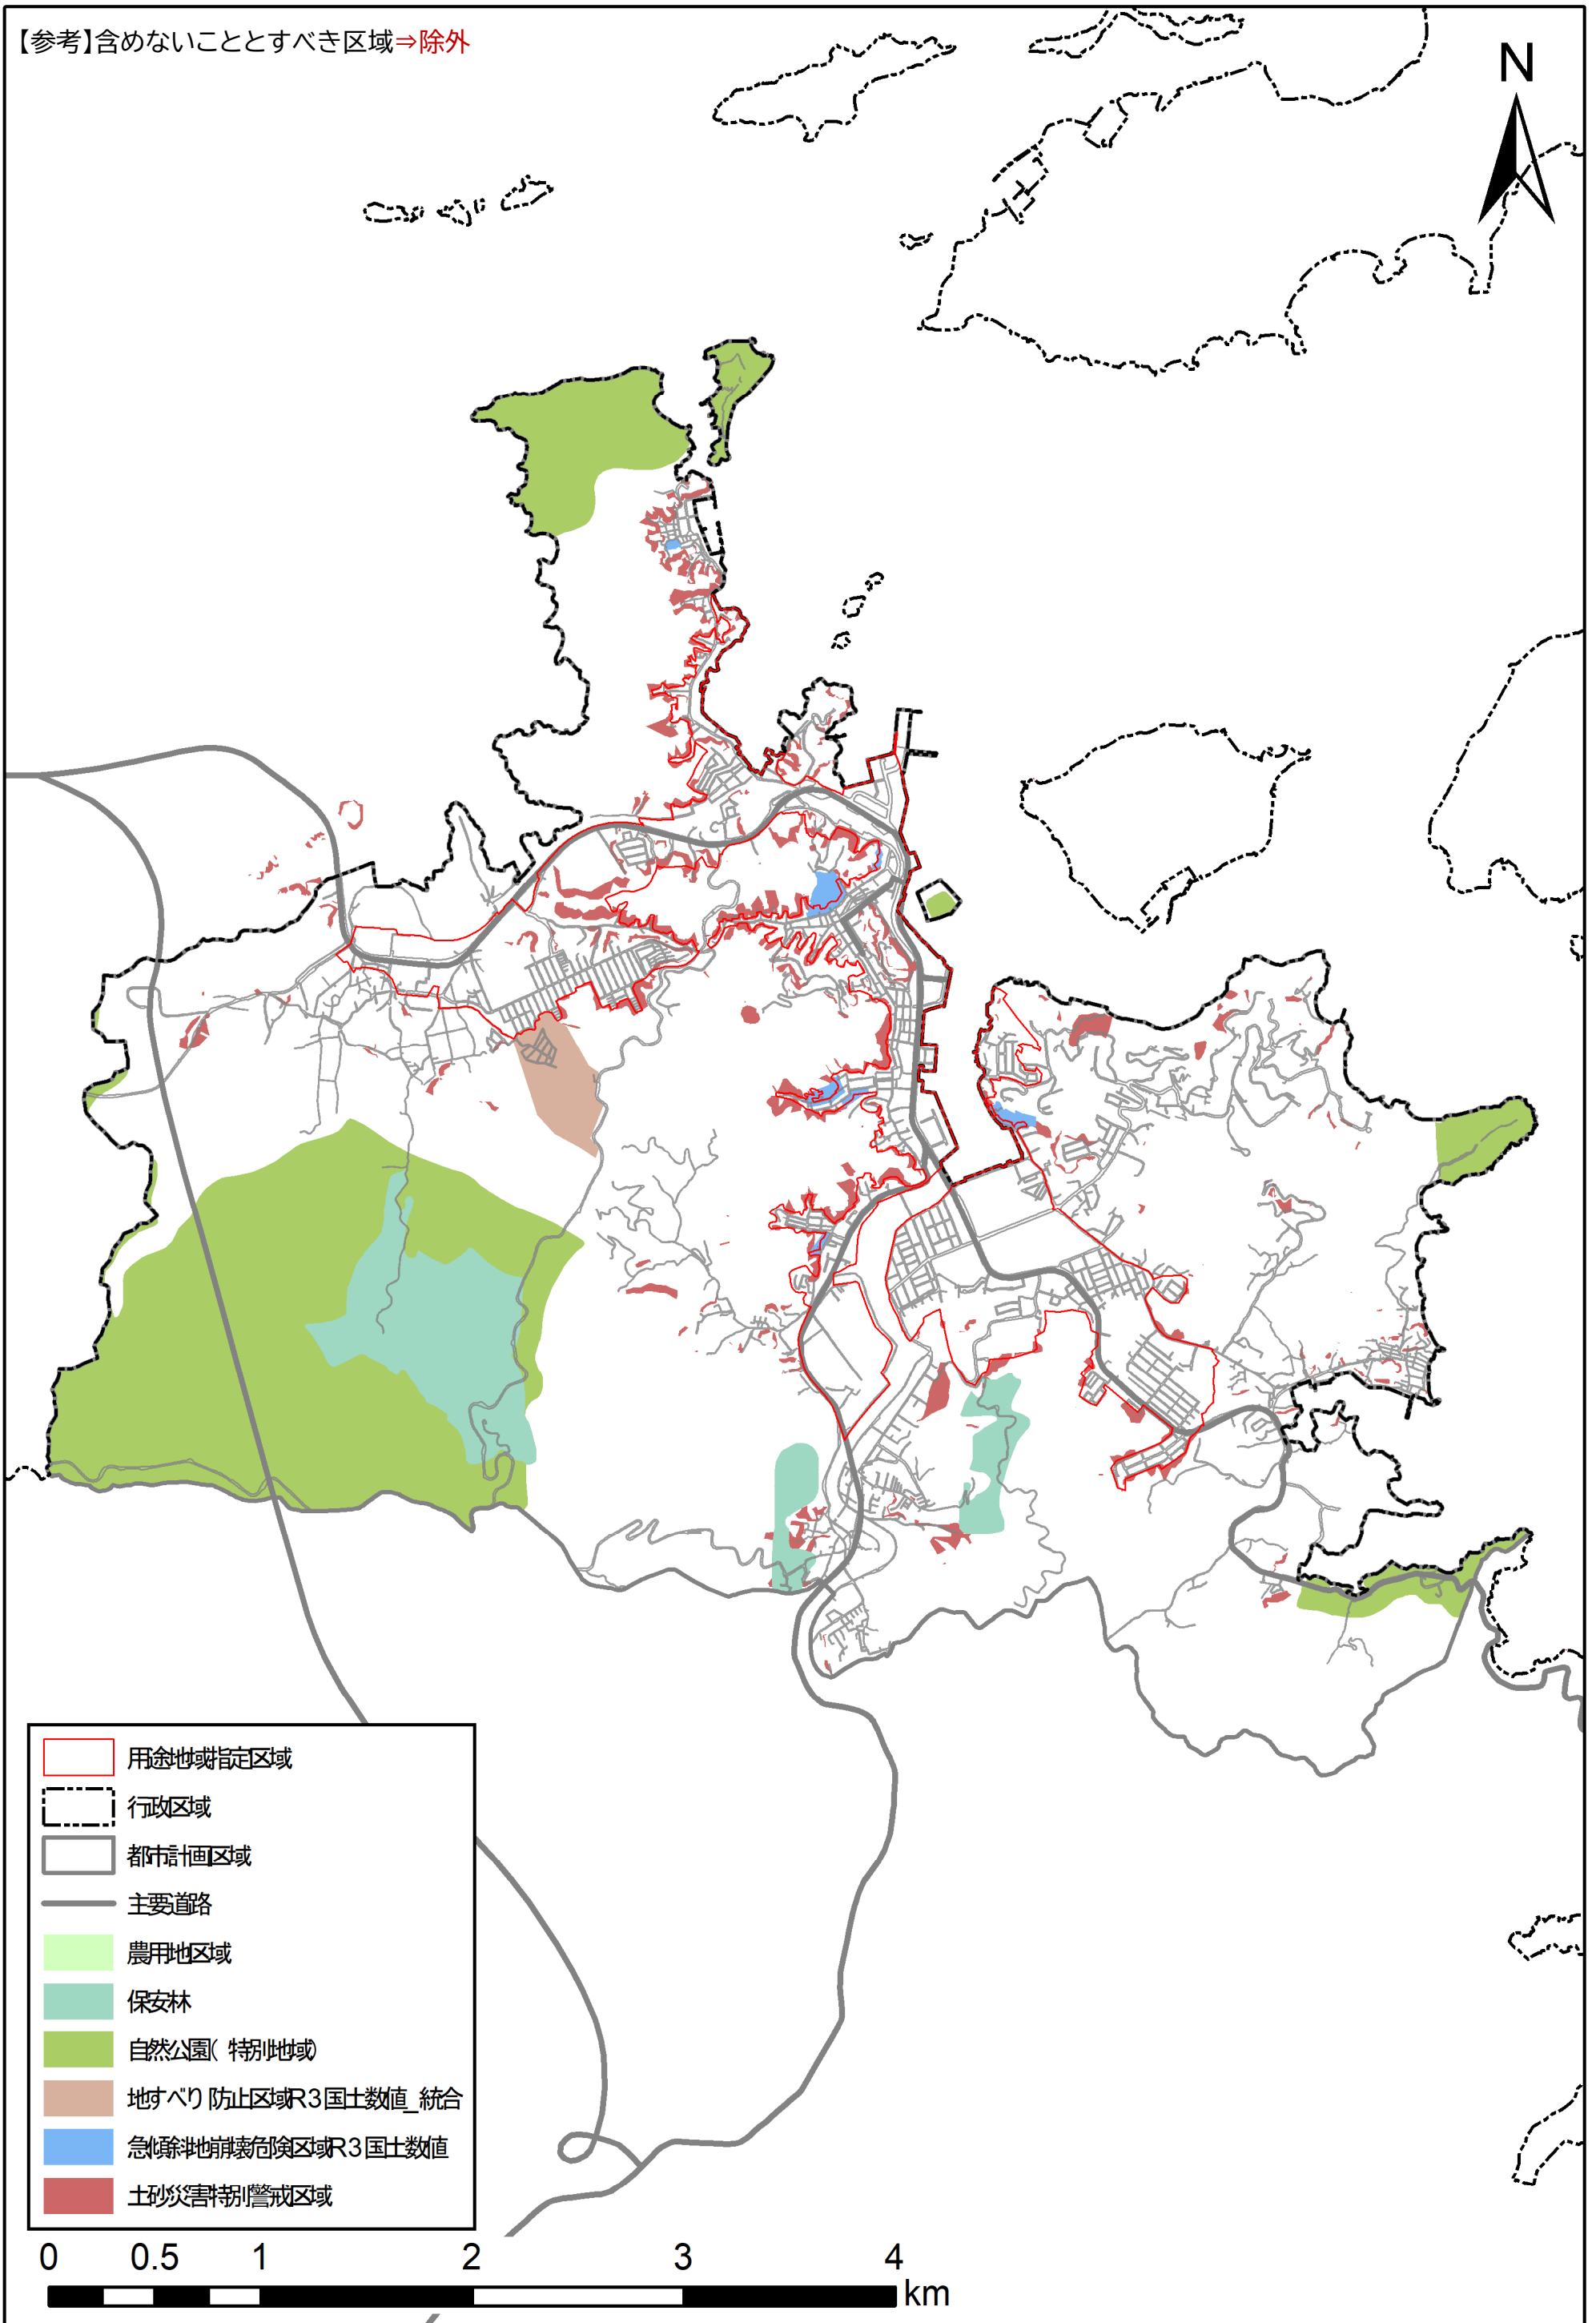 【参考】含めないこととすべき区域⇒除外
N
用途地域指定区域
行政区域
都市計画区域
主要道路
農用地区域
保安林
自然公園(特別地域)
地すべり防止区域R3国土数値_統合
急傾斜地崩壊危険区域R3国土数値
土砂災害特別警戒区域
0 0.5 1 2 3 4
km